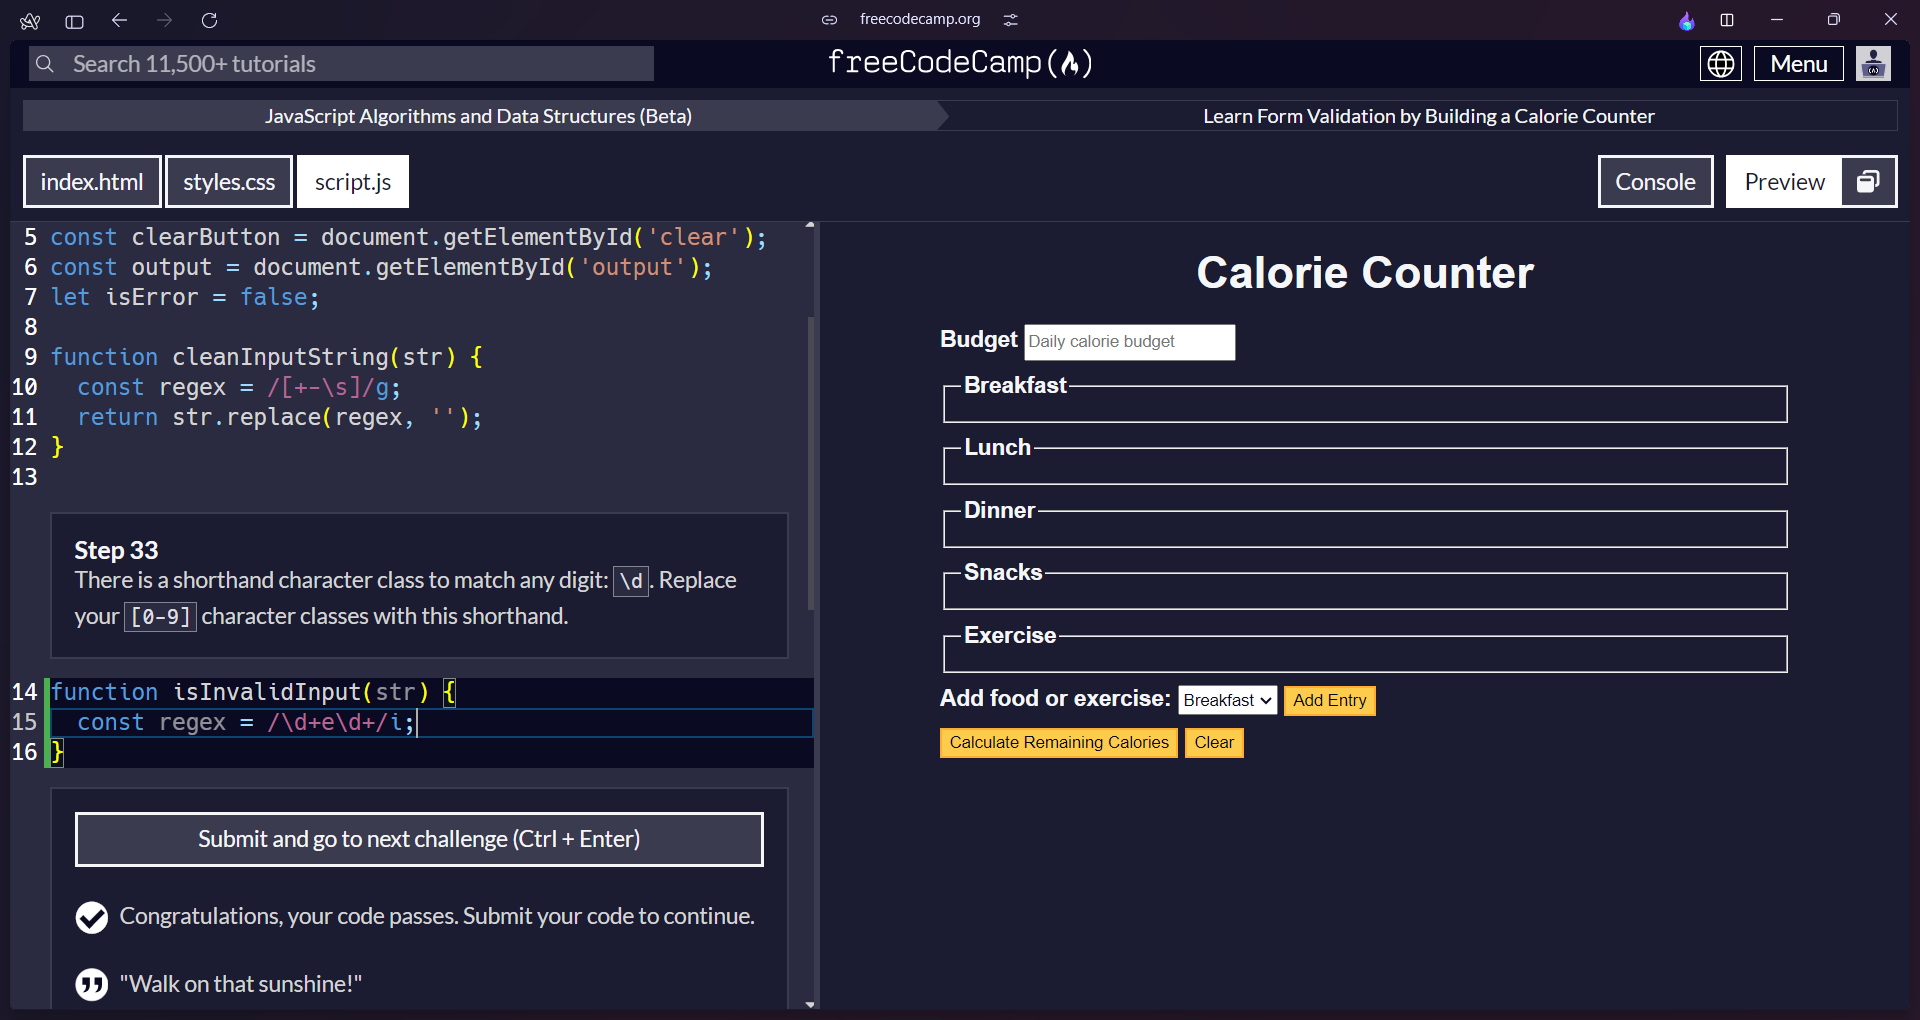 freecodecamp.org
Search 11,500+ tutorials
freeCodeCamp(🔥)
Menu
JavaScript Algorithms and Data Structures (Beta)
Learn Form Validation by Building a Calorie Counter
index.html
styles.css
script.js
Console
Preview
5 const clearButton = document.getElementById('clear');
6 const output = document.getElementById('output');
7 let isError = false;
8
9 function cleanInputString(str) {
10 const regex = /[+-\s]/g;
11 return str.replace(regex, '');
12 }
13
Step 33
There is a shorthand character class to match any digit: \d. Replace
your [0-9] character classes with this shorthand.
14 function isInvalidInput(str) {
15 const regex = /\d+e\d+/i;
16 }
Submit and go to next challenge (Ctrl + Enter)
Congratulations, your code passes. Submit your code to continue.
"Walk on that sunshine!"
Calorie Counter
Budget Daily calorie budget
Breakfast
Lunch
Dinner
Snacks
Exercise
Add food or exercise: Breakfast Add Entry
Calculate Remaining Calories Clear